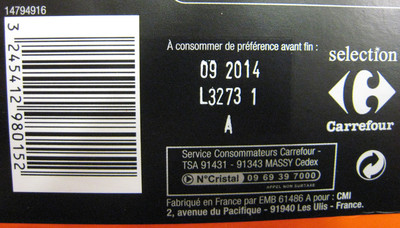 14794916
3 245412 980152
À consommer de préférence avant fin :
09 2014
L3273 1
A
selection
Carrefour
Service Consommateurs Carrefour -
TSA 91431 - 91343 MASSY Cedex
N°Cristal 09 69 39 7000
APPEL NON SURTAXÉ
Fabriqué en France par EMB 61486 A pour : CMI
2, avenue du Pacifique - 91940 Les Ulis - France.